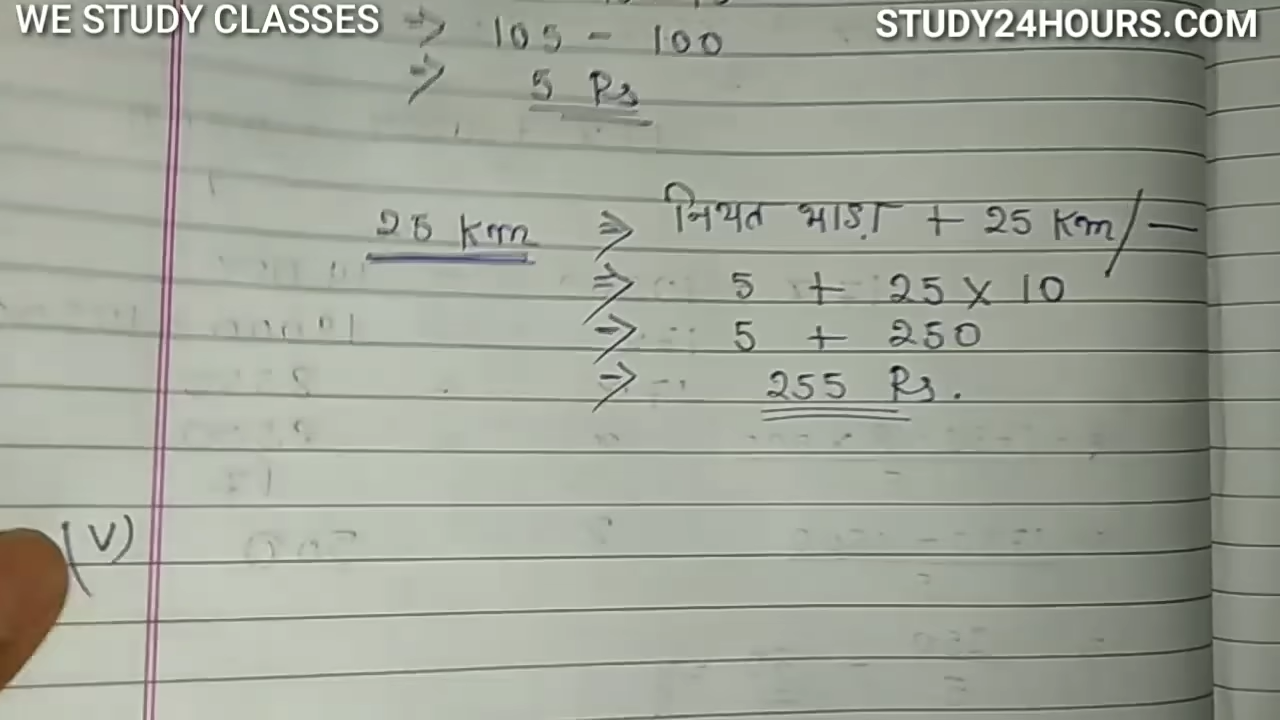 WE STUDY CLASSES
STUDY24HOURS.COM
⇒ 105 - 100
⇒ 5 Rs
25 km ⇒ नियत भाड़ा + 25 Km/-
⇒ 5 + 25 x 10
⇒ 5 + 250
⇒ 255 Rs.
(V)